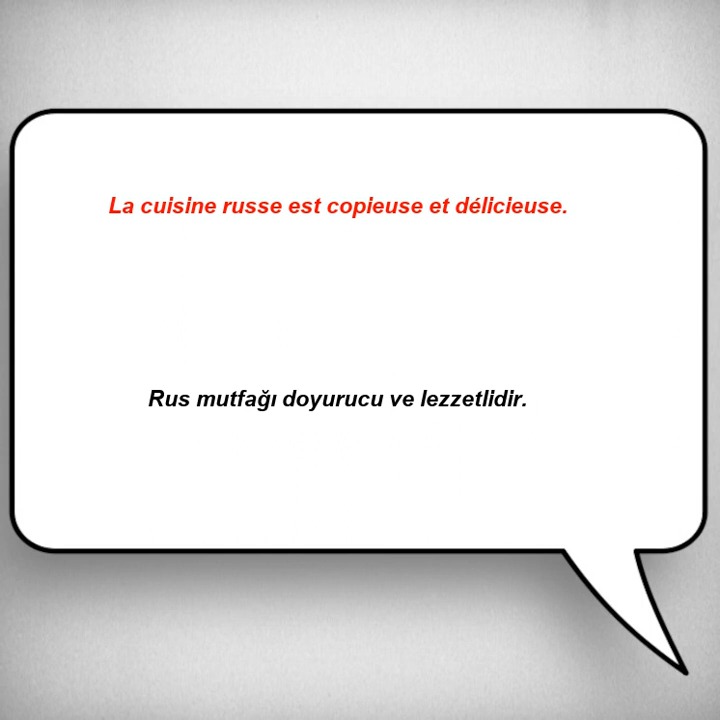 La cuisine russe est copieuse et délicieuse.
Rus mutfağı doyurucu ve lezzetlidir.